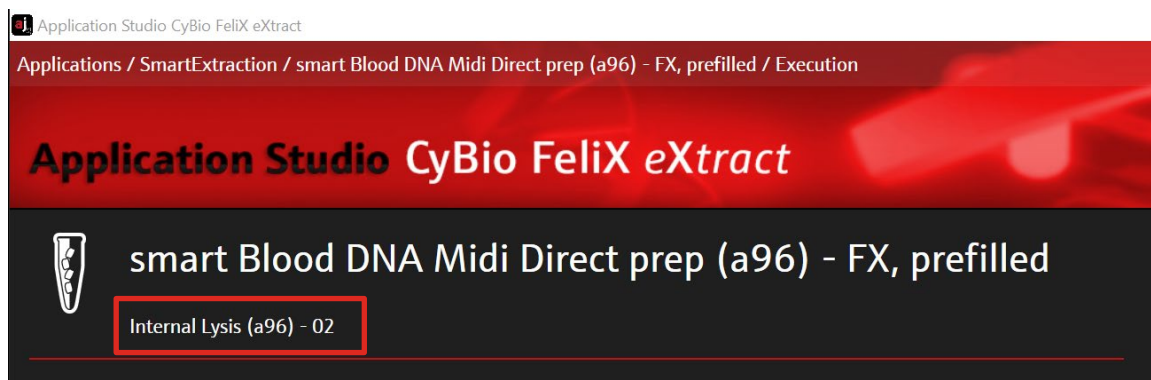 aj Application Studio CyBio FeliX eXtract
Applications / SmartExtraction / smart Blood DNA Midi Direct prep (a96) - FX, prefilled / Execution
Application Studio CyBio FeliX eXtract
smart Blood DNA Midi Direct prep (a96) - FX, prefilled
Internal Lysis (a96) - 02